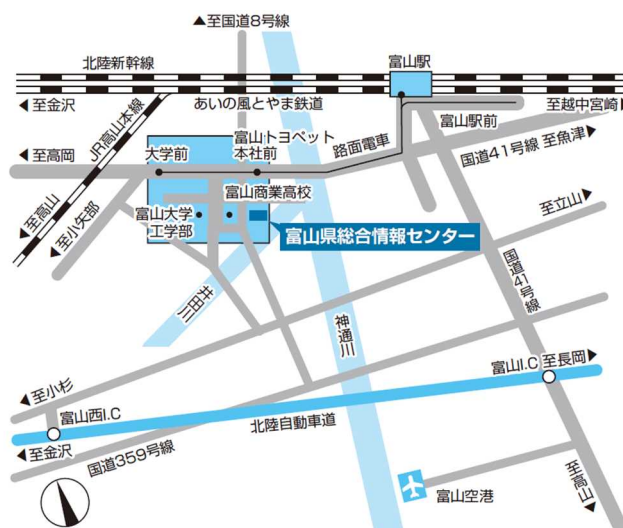 ▲至国道8号線
北陸新幹線
富山駅
◀至金沢
あいの風とやま鉄道
至越中宮崎▶
JR高山本線
富山駅前
◀至高岡
大学前
富山トヨペット
本社前
路面電車
国道41号線 至魚津▶
◀至高山
◀至小矢部
富山大学
工学部
富山商業高校
富山県総合情報センター
至立山▶
井田川
神通川
国道41号線
◀至小杉
富山西I.C
富山I.C 至長岡▶
北陸自動車道
◀至金沢
国道359号線
富山空港
至高山▶